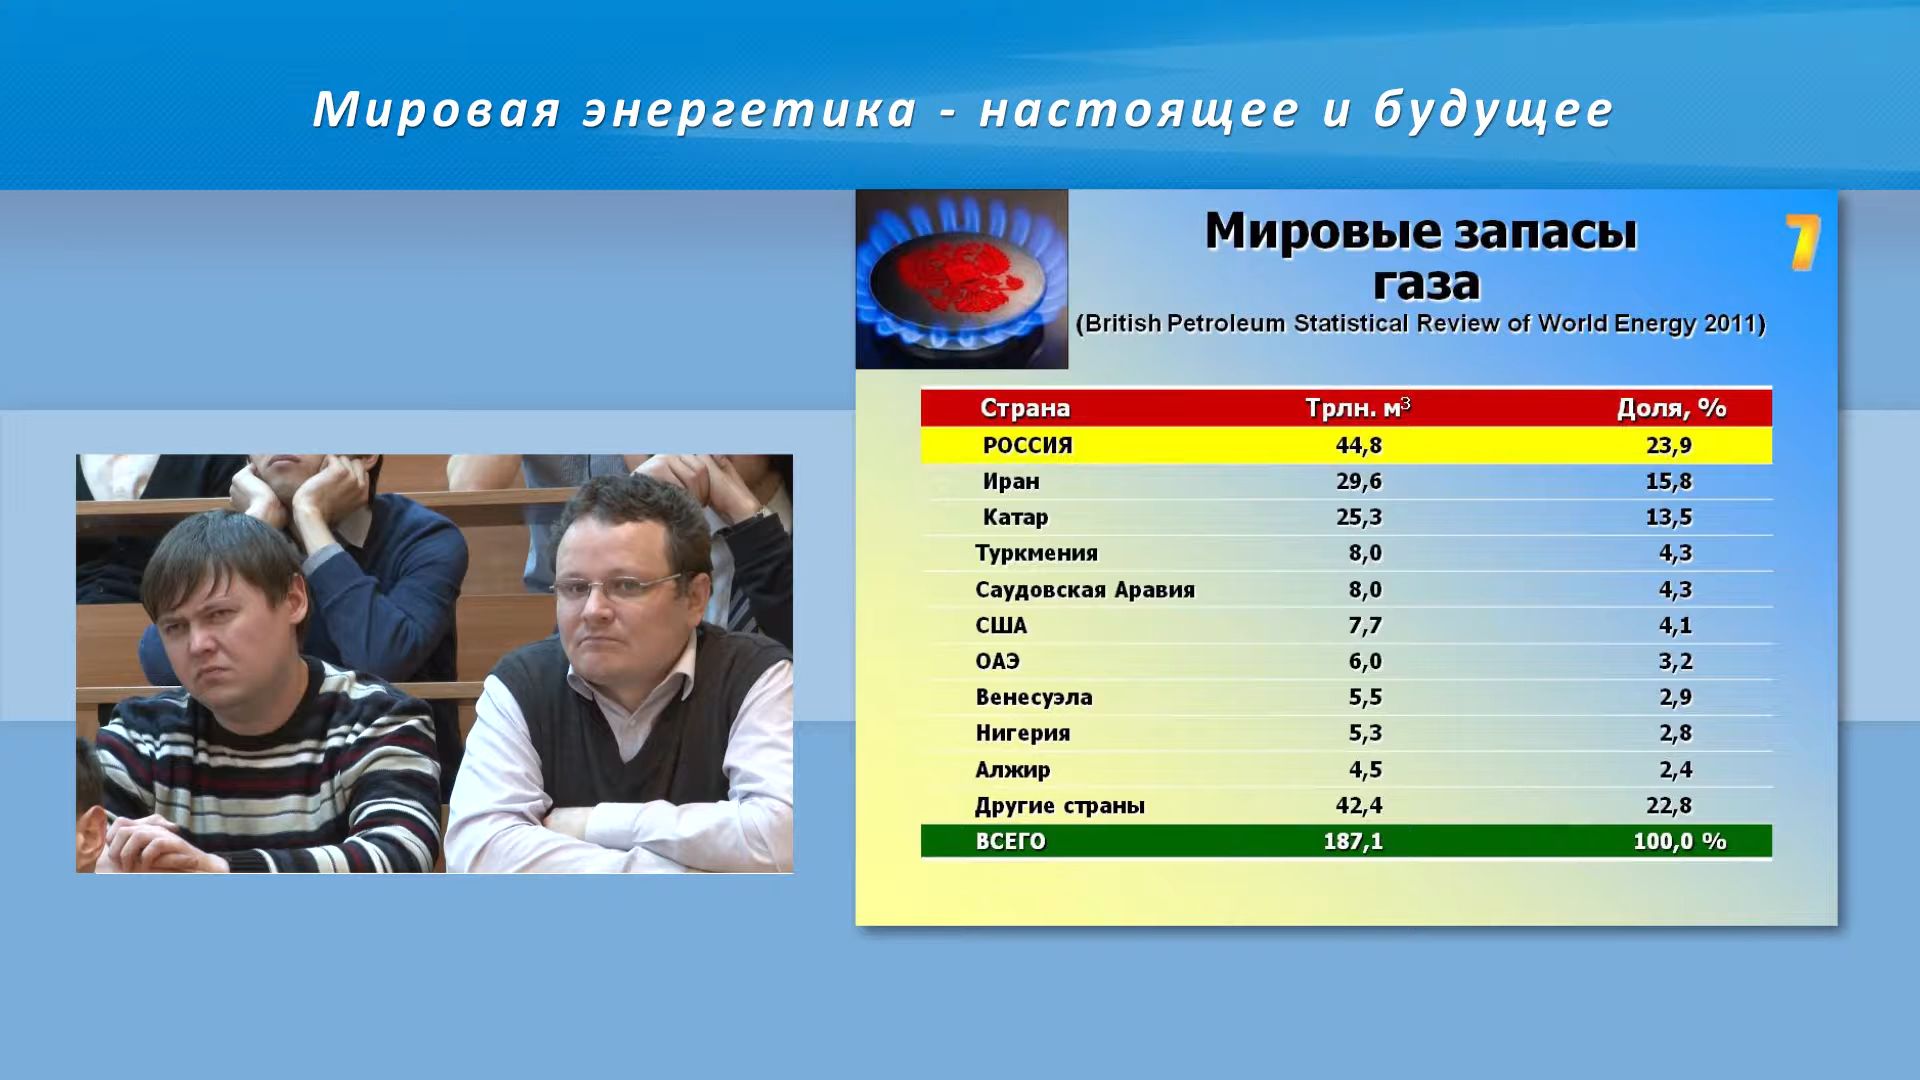 Мировая энергетика - настоящее и будущее
Мировые запасы
газа
7
(British Petroleum Statistical Review of World Energy 2011)
Страна Трлн. м³ Доля, %
РОССИЯ 44,8 23,9
Иран 29,6 15,8
Катар 25,3 13,5
Туркмения 8,0 4,3
Саудовская Аравия 8,0 4,3
США 7,7 4,1
ОАЭ 6,0 3,2
Венесуэла 5,5 2,9
Нигерия 5,3 2,8
Алжир 4,5 2,4
Другие страны 42,4 22,8
ВСЕГО 187,1 100,0 %